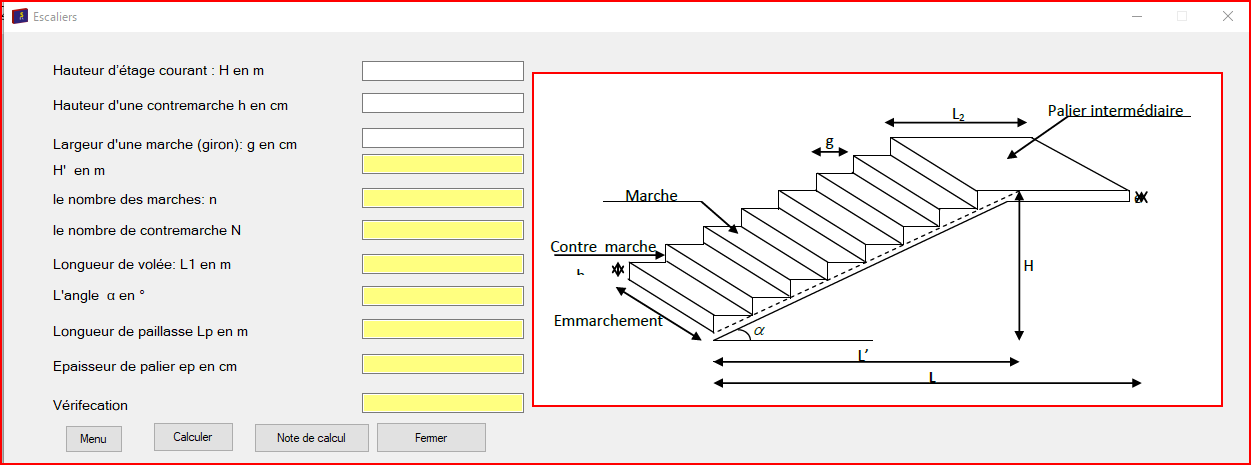 Escaliers
Hauteur d'étage courant : H en m
Hauteur d'une contremarche h en cm
Largeur d'une marche (giron): g en cm
H' en m
le nombre des marches: n
le nombre de contremarche N
Longueur de volée: L1 en m
L'angle α en °
Longueur de paillasse Lp en m
Epaisseur de palier ep en cm
Vérifecation
Menu
Calculer
Note de calcul
Fermer
L2
Palier intermédiaire
g
Marche
Contre marche
H
Emmarchement
α
L'
L